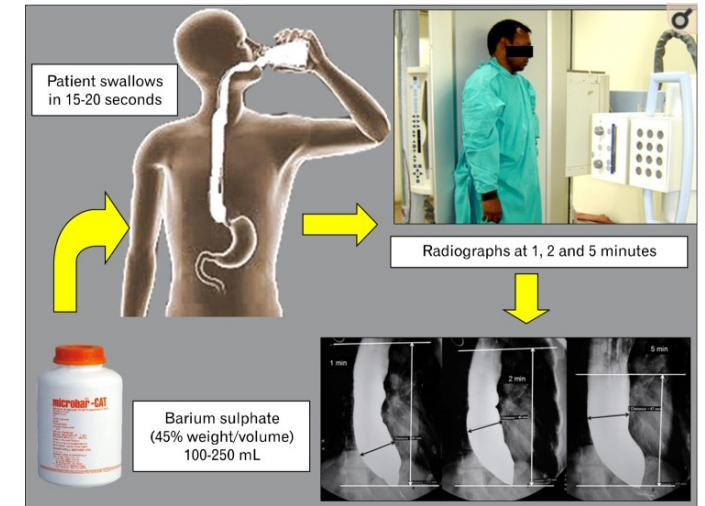 Patient swallows
in 15-20 seconds
Radiographs at 1, 2 and 5 minutes
microbar-CAT
Barium sulphate
(45% weight/volume)
100-250 mL
1 min
2 min
5 min